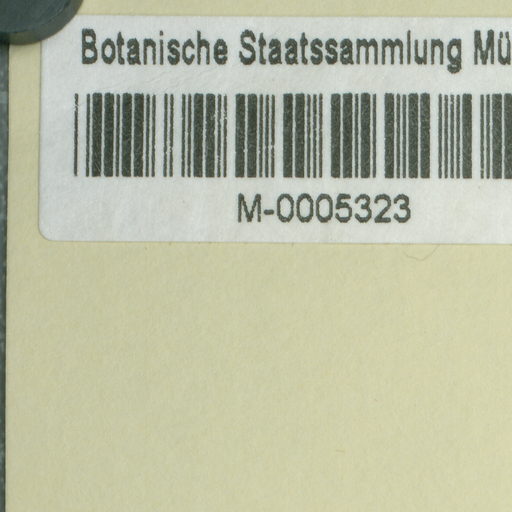 Botanische Staatssammlung Mü
M-0005323